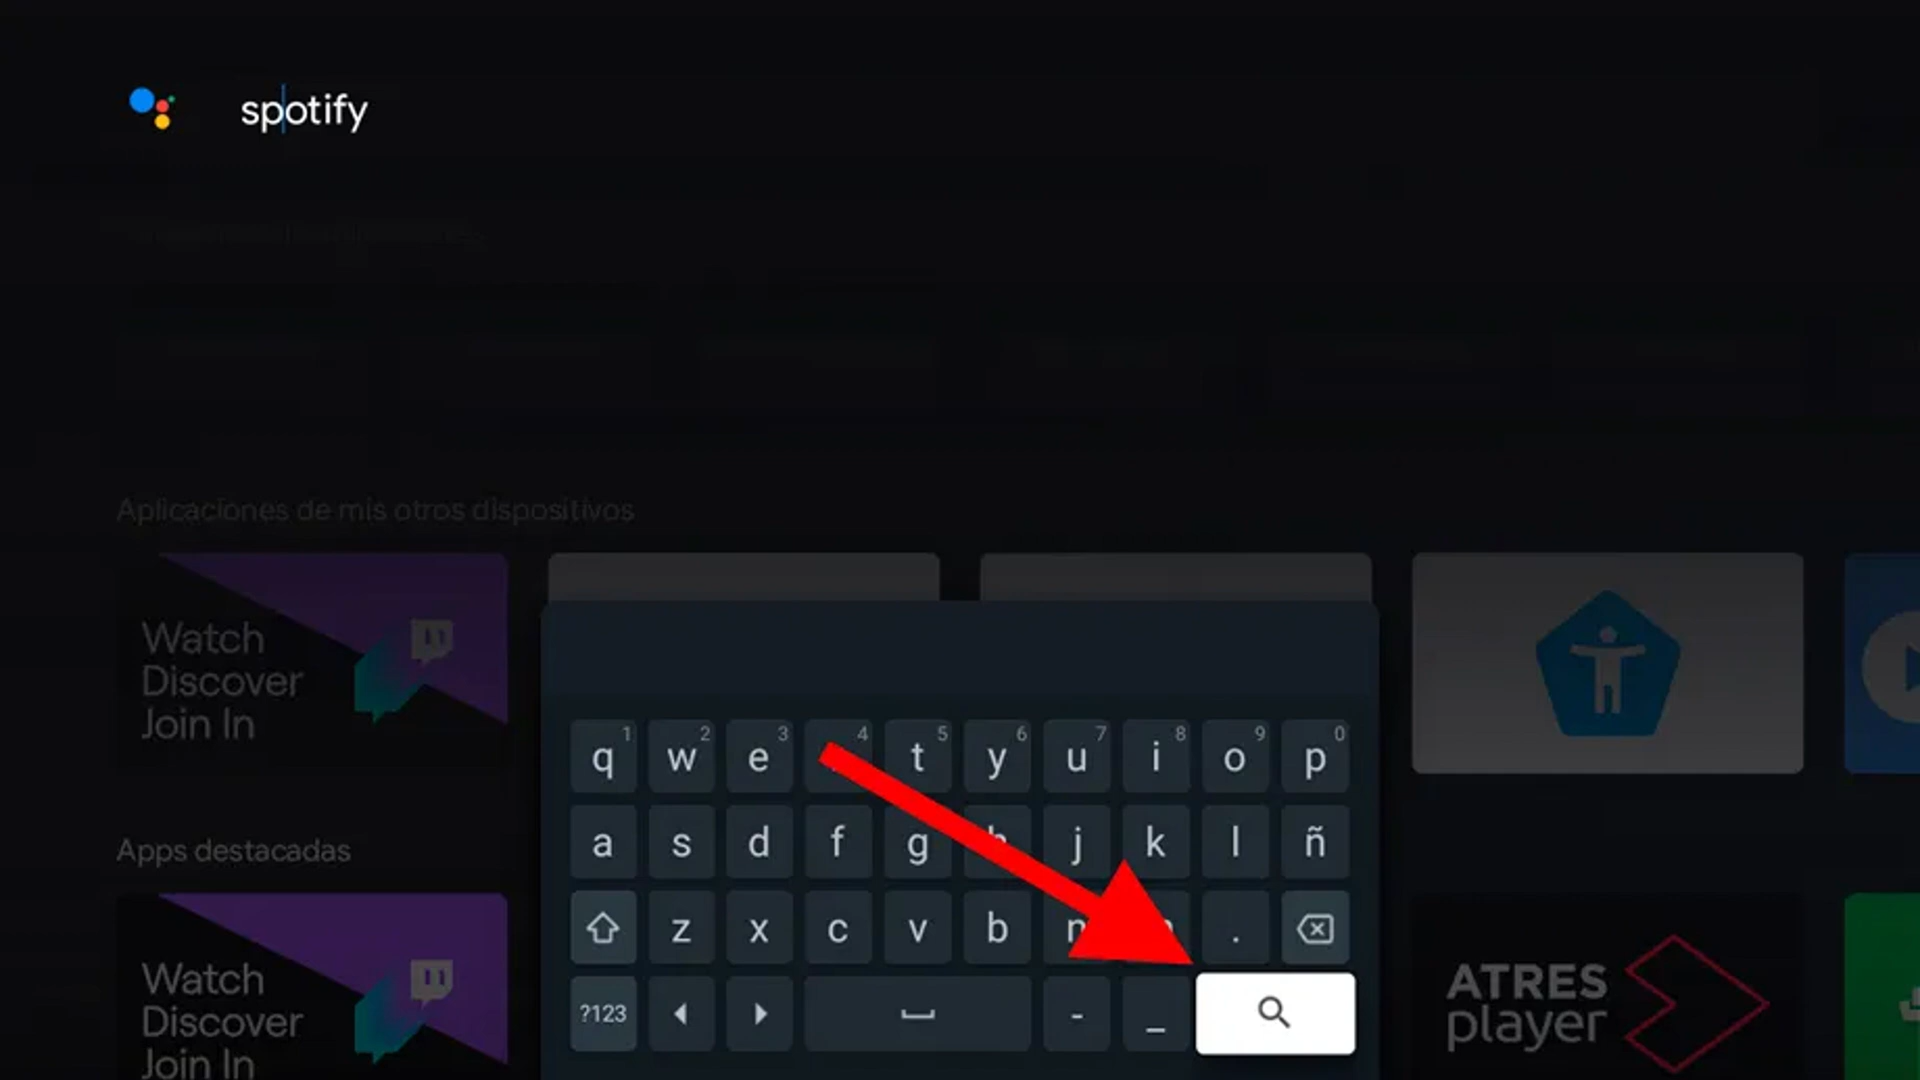 spotify
Aplicaciones de mis otros dispositivos
Watch
Discover
Join In
q 1 w 2 e 3 4 t 5 y 6 u 7 i 8 o 9 p 0
a s d f g h j k l ñ
z x c v b n .
?123 - _
Apps destacadas
Watch
Discover
Join In
ATRES
player